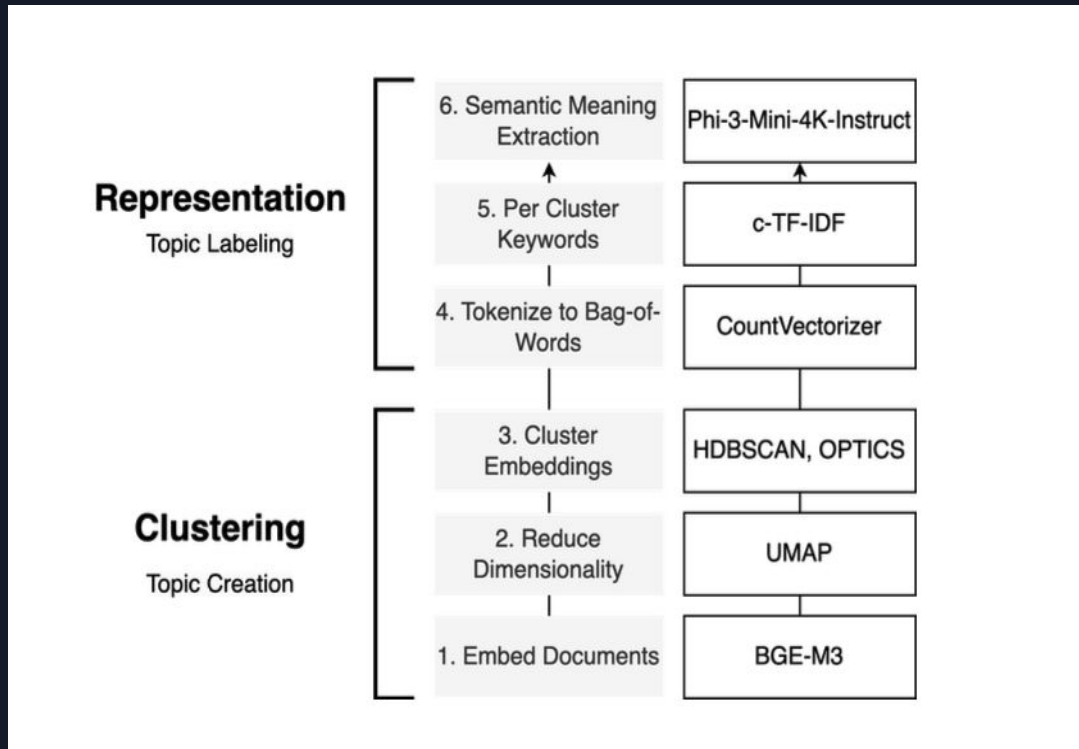 6. Semantic Meaning
Extraction
Phi-3-Mini-4K-Instruct
Representation
Topic Labeling
5. Per Cluster
Keywords
c-TF-IDF
4. Tokenize to Bag-of-
Words
CountVectorizer
3. Cluster
Embeddings
HDBSCAN, OPTICS
Clustering
Topic Creation
2. Reduce
Dimensionality
UMAP
1. Embed Documents
BGE-M3